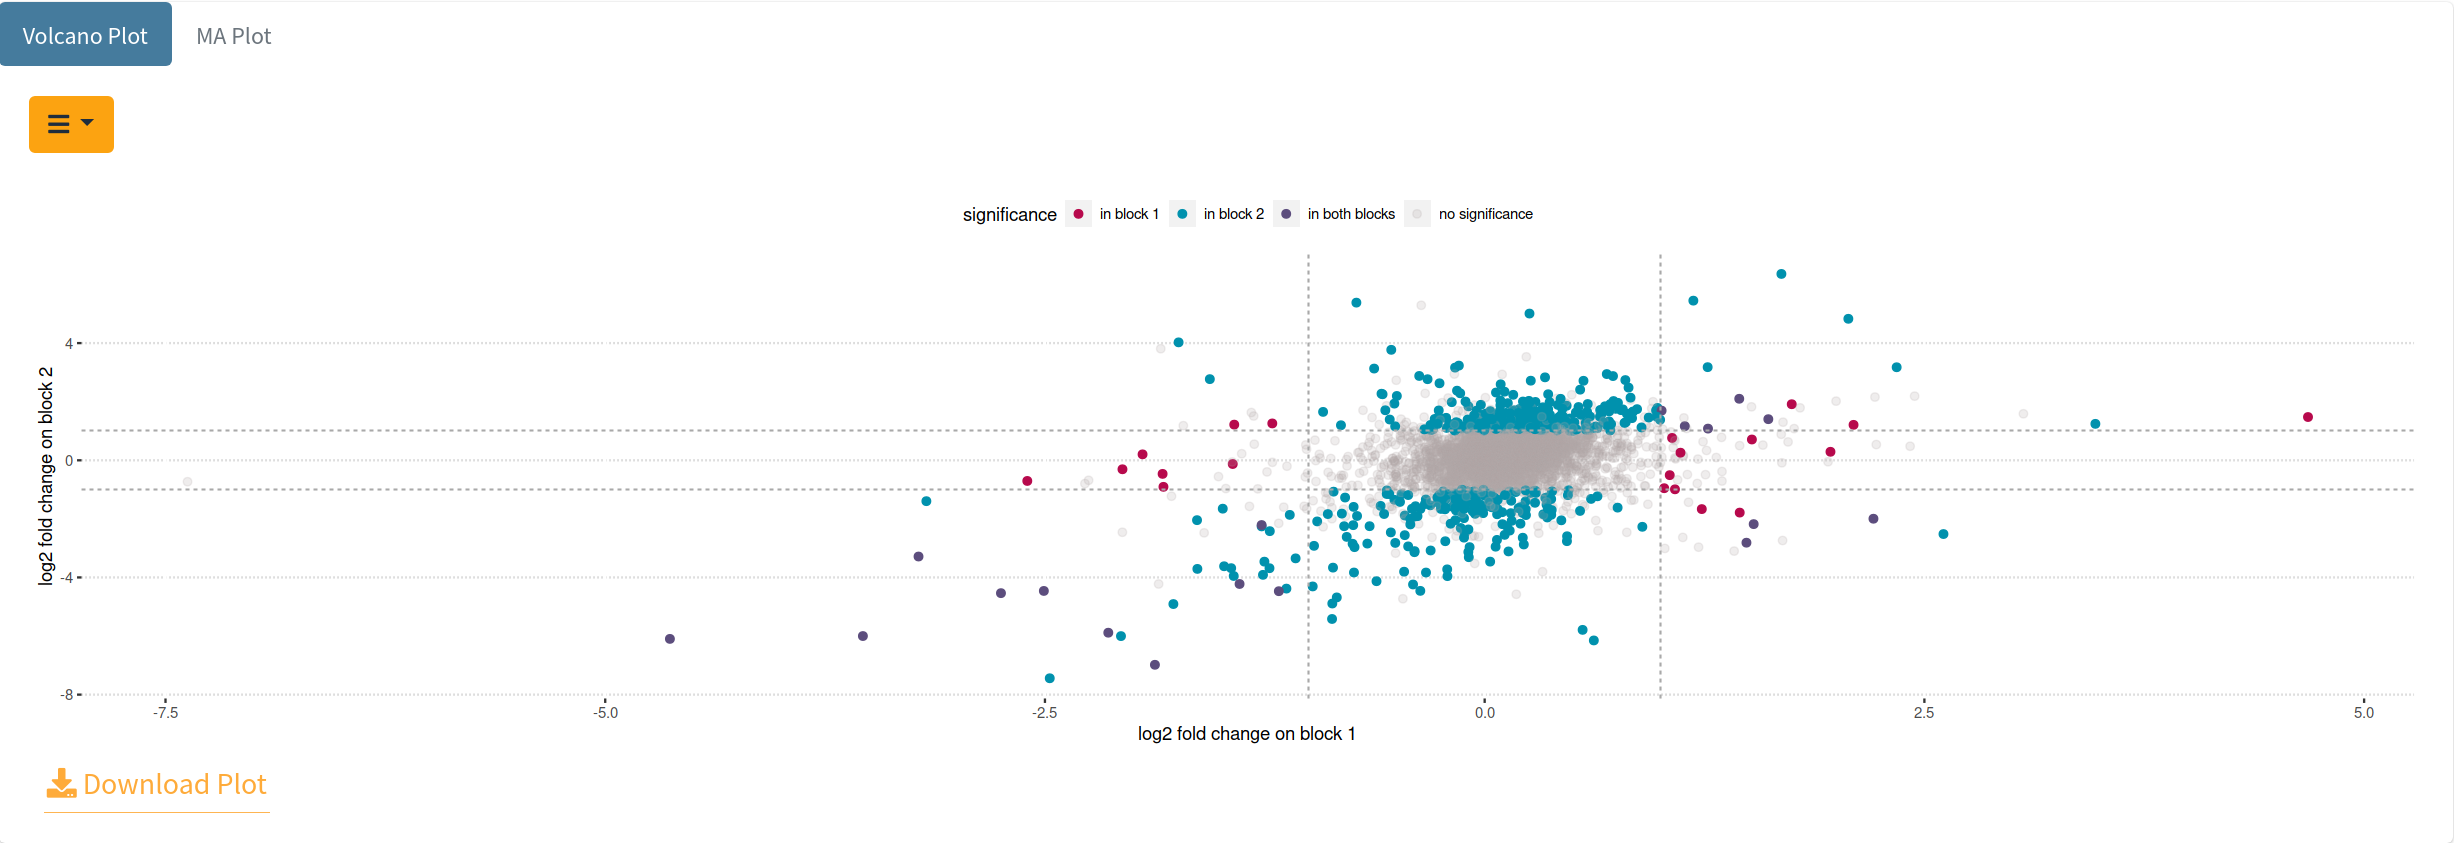 Volcano Plot MA Plot
significance in block 1 in block 2 in both blocks no significance
log2 fold change on block 2
4
0
-4
-8
-7.5 -5.0 -2.5 0.0 2.5 5.0
log2 fold change on block 1
Download Plot